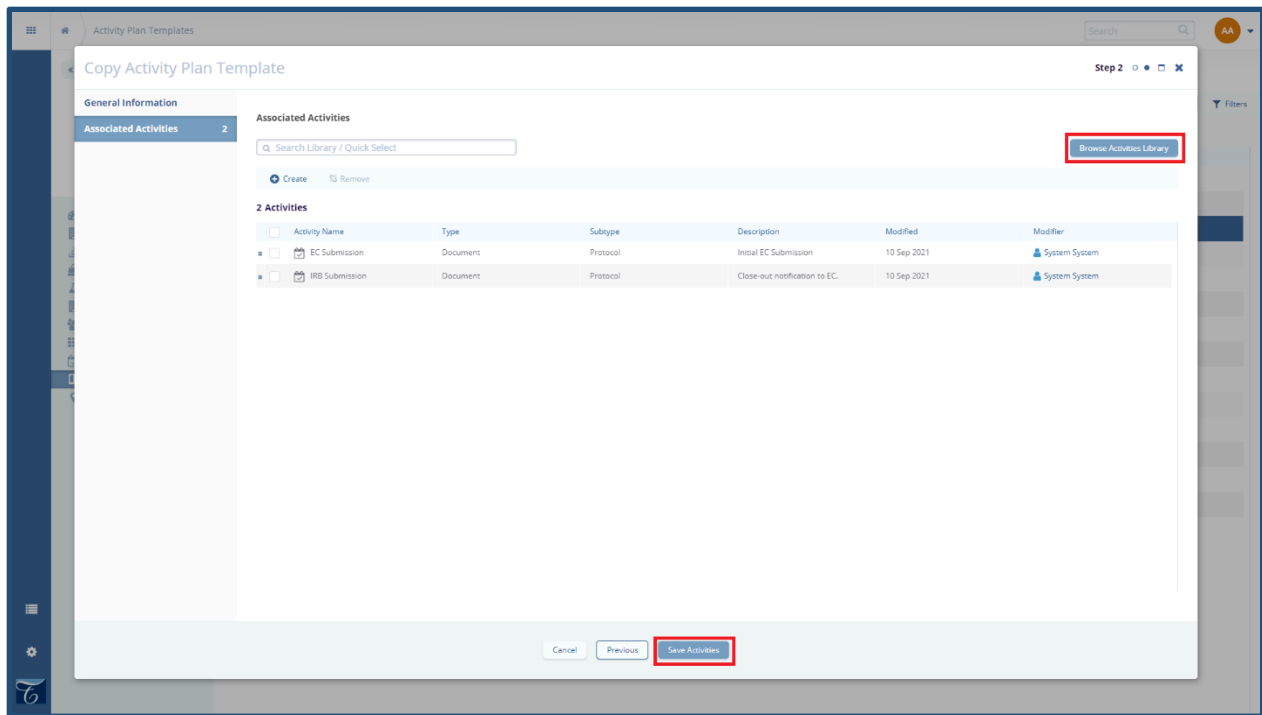 Activity Plan Templates
Search
AA
Copy Activity Plan Template
Step 2
General Information
Filters
Associated Activities 2
Associated Activities
Search Library / Quick Select
Browse Activities Library
Create Remove
2 Activities
Activity Name Type Subtype Description Modified Modifier
EC Submission Document Protocol Initial EC Submission 10 Sep 2021 System System
IRB Submission Document Protocol Close-out notification to EC. 10 Sep 2021 System System
Cancel Previous Save Activities